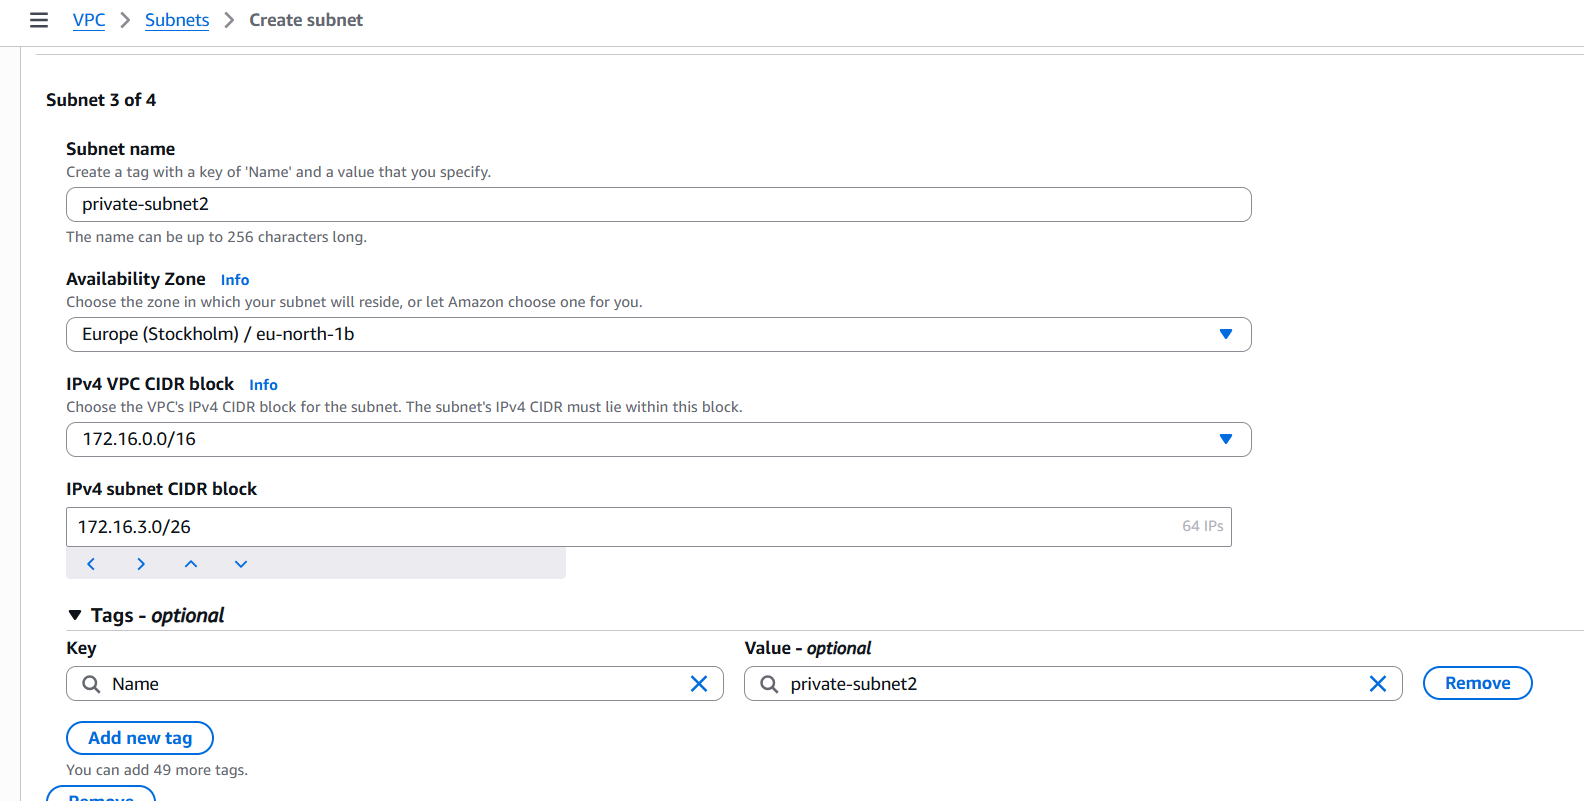 VPC > Subnets > Create subnet
Subnet 3 of 4
Subnet name
Create a tag with a key of 'Name' and a value that you specify.
private-subnet2
The name can be up to 256 characters long.
Availability Zone Info
Choose the zone in which your subnet will reside, or let Amazon choose one for you.
Europe (Stockholm) / eu-north-1b
IPv4 VPC CIDR block Info
Choose the VPC's IPv4 CIDR block for the subnet. The subnet's IPv4 CIDR must lie within this block.
172.16.0.0/16
IPv4 subnet CIDR block
172.16.3.0/26 64 IPs
Tags - optional
Key Value - optional
Name private-subnet2 Remove
Add new tag
You can add 49 more tags.
Remove